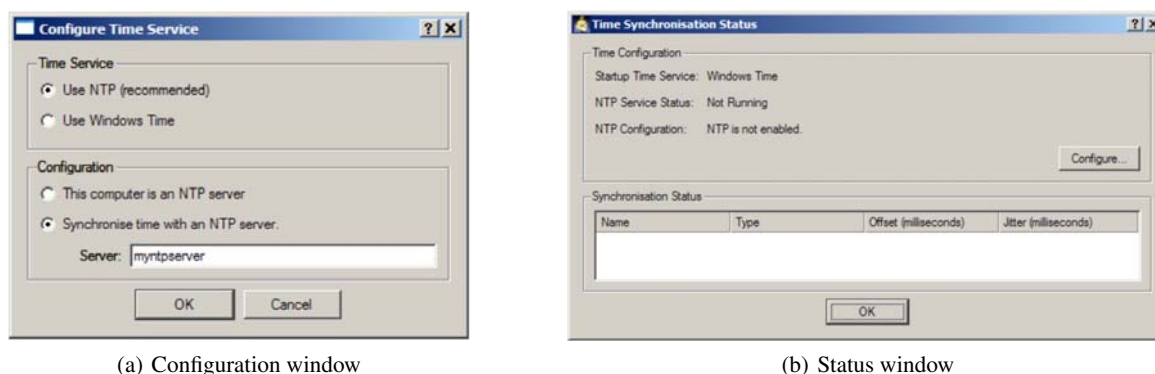 Configure Time Service
Time Service
Use NTP (recommended)
Use Windows Time
Configuration
This computer is an NTP server
Synchronise time with an NTP server.
Server: myntpserver
OK Cancel
(a) Configuration window
Time Synchronisation Status
Time Configuration
Startup Time Service: Windows Time
NTP Service Status: Not Running
NTP Configuration: NTP is not enabled.
Configure...
Synchronisation Status
Name Type Offset (milliseconds) Jitter (milliseconds)
OK
(b) Status window